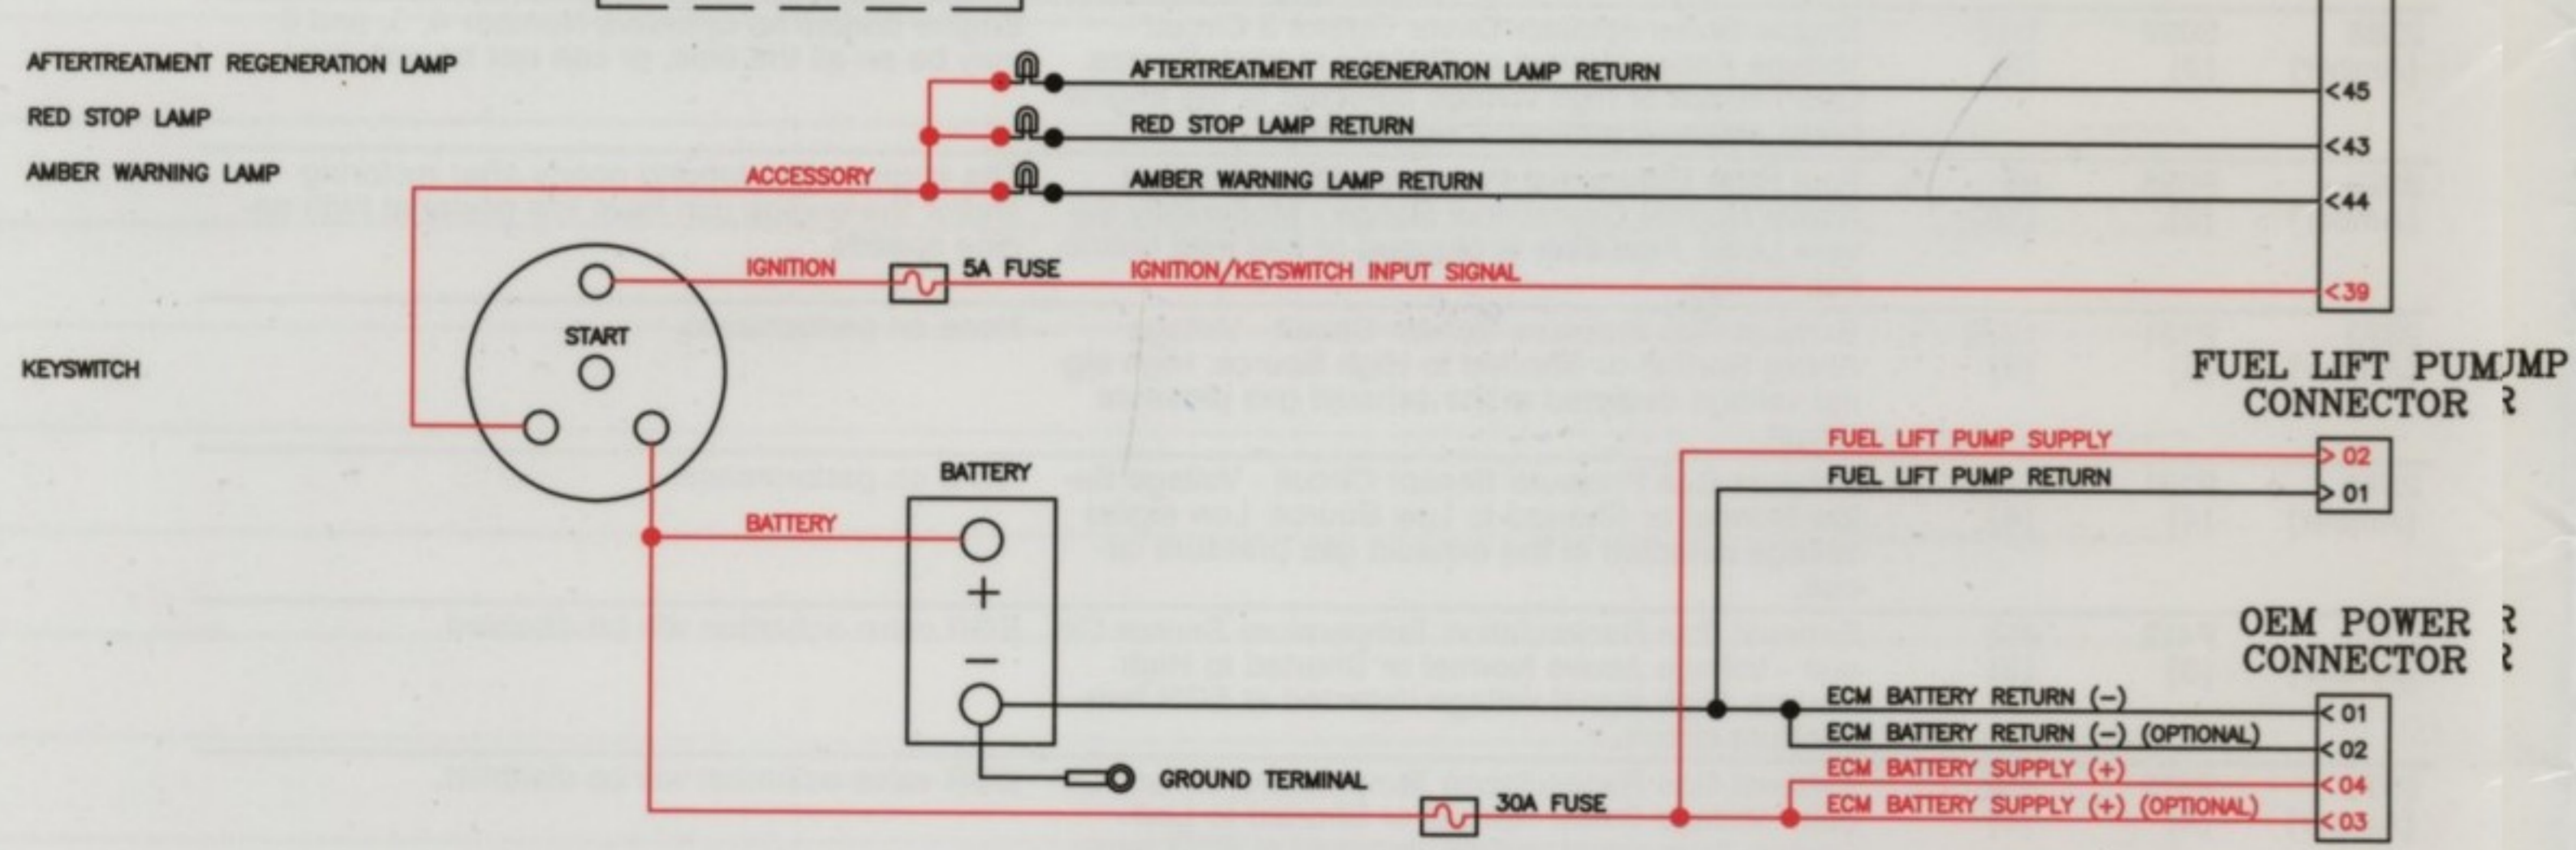 AFTERTREATMENT REGENERATION LAMP
AFTERTREATMENT REGENERATION LAMP RETURN
<45
RED STOP LAMP
RED STOP LAMP RETURN
<43
AMBER WARNING LAMP
ACCESSORY
AMBER WARNING LAMP RETURN
<44
IGNITION
5A FUSE
IGNITION/KEYSWITCH INPUT SIGNAL
<39
START
KEYSWITCH
FUEL LIFT PUMP
CONNECTOR
FUEL LIFT PUMP SUPPLY
>02
FUEL LIFT PUMP RETURN
>01
BATTERY
BATTERY
+
−
OEM POWER
CONNECTOR
ECM BATTERY RETURN (−)
<01
ECM BATTERY RETURN (−) (OPTIONAL)
<02
GROUND TERMINAL
ECM BATTERY SUPPLY (+)
<04
30A FUSE
ECM BATTERY SUPPLY (+) (OPTIONAL)
<03